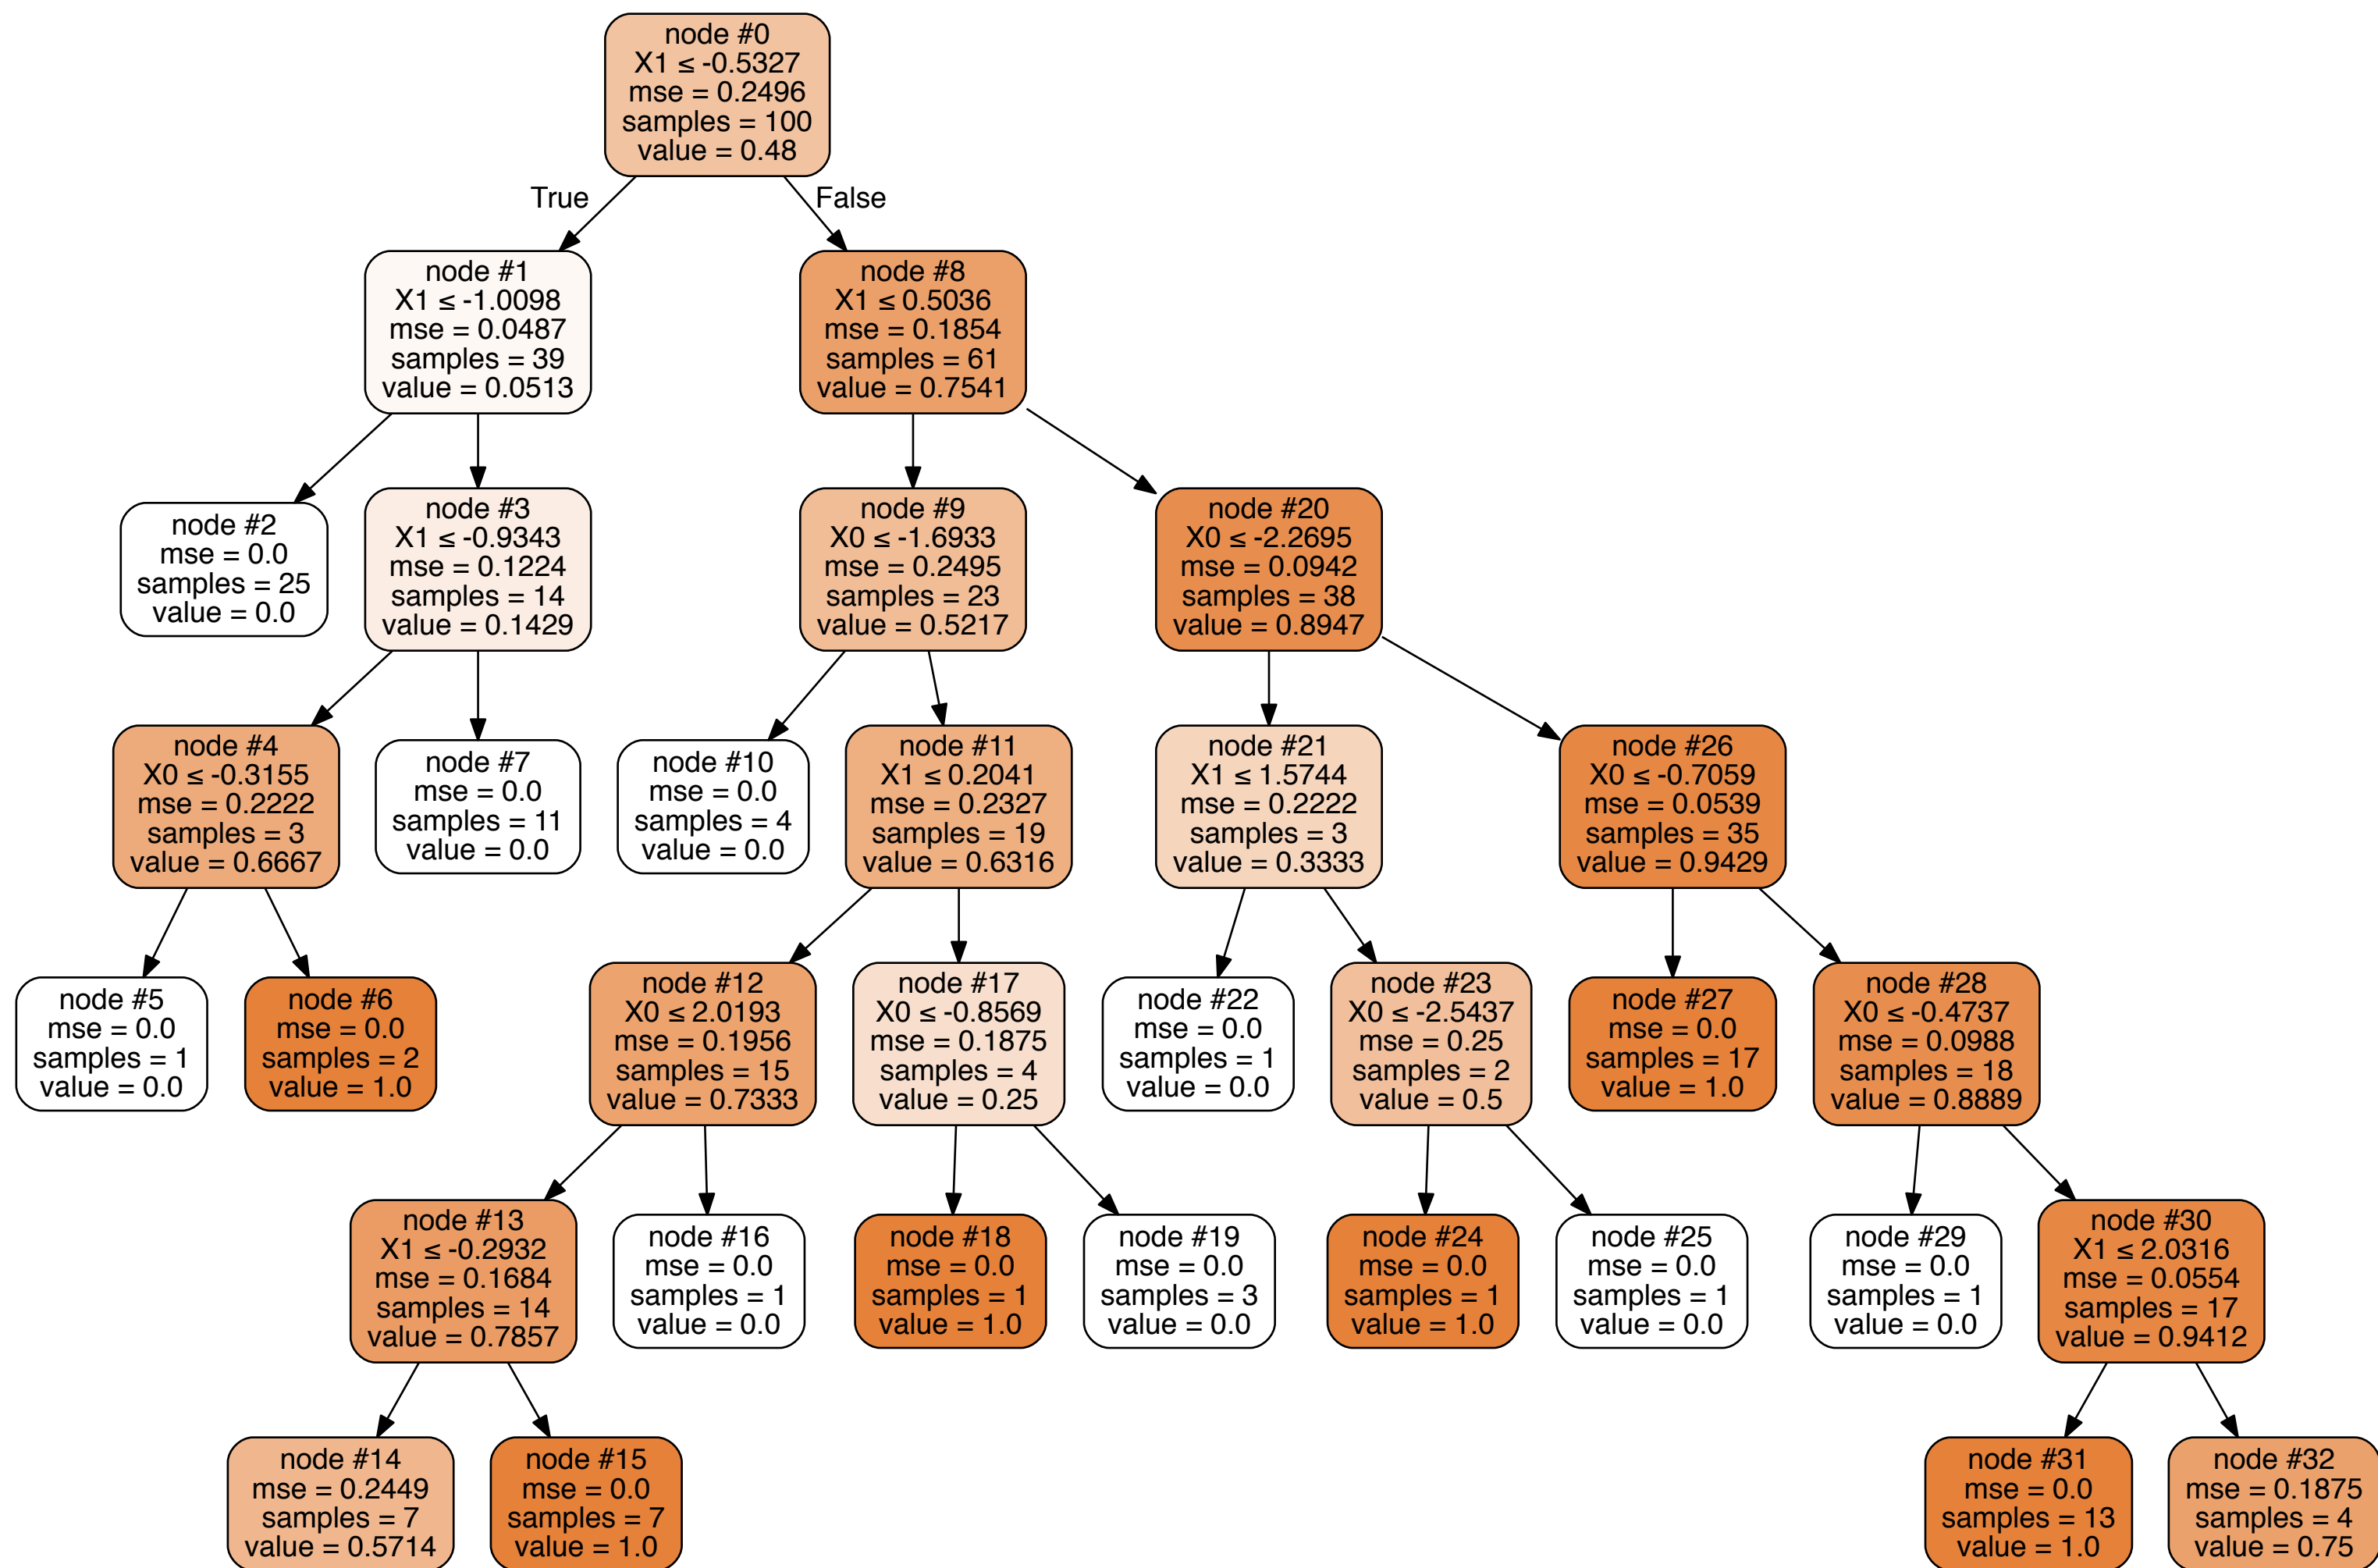 node #0
X1 ≤ -0.5327
mse = 0.2496
samples = 100
value = 0.48
True
False
node #1
X1 ≤ -1.0098
mse = 0.0487
samples = 39
value = 0.0513
node #8
X1 ≤ 0.5036
mse = 0.1854
samples = 61
value = 0.7541
node #2
mse = 0.0
samples = 25
value = 0.0
node #3
X1 ≤ -0.9343
mse = 0.1224
samples = 14
value = 0.1429
node #9
X0 ≤ -1.6933
mse = 0.2495
samples = 23
value = 0.5217
node #20
X0 ≤ -2.2695
mse = 0.0942
samples = 38
value = 0.8947
node #4
X0 ≤ -0.3155
mse = 0.2222
samples = 3
value = 0.6667
node #7
mse = 0.0
samples = 11
value = 0.0
node #10
mse = 0.0
samples = 4
value = 0.0
node #11
X1 ≤ 0.2041
mse = 0.2327
samples = 19
value = 0.6316
node #21
X1 ≤ 1.5744
mse = 0.2222
samples = 3
value = 0.3333
node #26
X0 ≤ -0.7059
mse = 0.0539
samples = 35
value = 0.9429
node #5
mse = 0.0
samples = 1
value = 0.0
node #6
mse = 0.0
samples = 2
value = 1.0
node #12
X0 ≤ 2.0193
mse = 0.1956
samples = 15
value = 0.7333
node #17
X0 ≤ -0.8569
mse = 0.1875
samples = 4
value = 0.25
node #22
mse = 0.0
samples = 1
value = 0.0
node #23
X0 ≤ -2.5437
mse = 0.25
samples = 2
value = 0.5
node #27
mse = 0.0
samples = 17
value = 1.0
node #28
X0 ≤ -0.4737
mse = 0.0988
samples = 18
value = 0.8889
node #13
X1 ≤ -0.2932
mse = 0.1684
samples = 14
value = 0.7857
node #16
mse = 0.0
samples = 1
value = 0.0
node #18
mse = 0.0
samples = 1
value = 1.0
node #19
mse = 0.0
samples = 3
value = 0.0
node #24
mse = 0.0
samples = 1
value = 1.0
node #25
mse = 0.0
samples = 1
value = 0.0
node #29
mse = 0.0
samples = 1
value = 0.0
node #30
X1 ≤ 2.0316
mse = 0.0554
samples = 17
value = 0.9412
node #14
mse = 0.2449
samples = 7
value = 0.5714
node #15
mse = 0.0
samples = 7
value = 1.0
node #31
mse = 0.0
samples = 13
value = 1.0
node #32
mse = 0.1875
samples = 4
value = 0.75